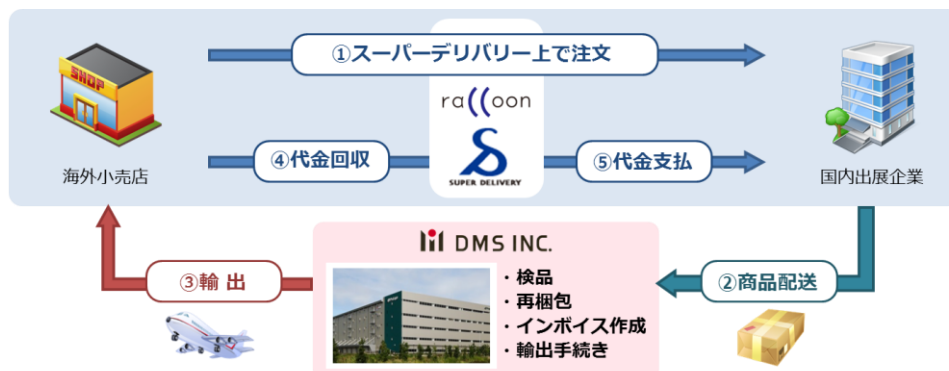 ①スーパーデリバリー上で注文
SHOP
raccoon
④代金回収
⑤代金支払
SUPER DELIVERY
海外小売店
国内出展企業
DMS INC.
③輸 出
・検品
・再梱包
・インボイス作成
・輸出手続き
②商品配送